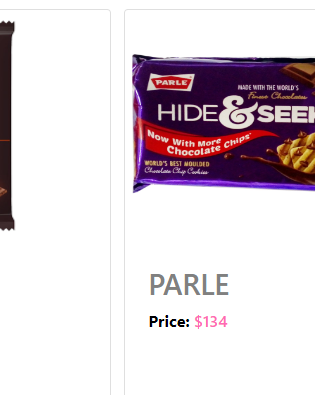 PARLE
MADE WITH THE WORLD'S
Finest Chocolates
HIDE & SEEK
Now With More
Chocolate Chips*
WORLD'S BEST MOULDED
Chocolate Chip Cookies
PARLE
Price: $134